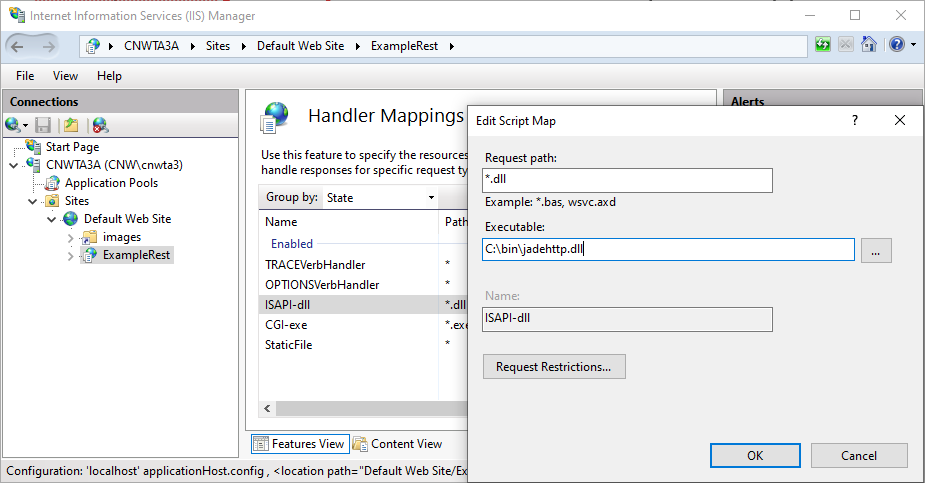 Internet Information Services (IIS) Manager
CNWTA3A
Sites
Default Web Site
ExampleRest
File View Help
Connections
Start Page
CNWTA3A (CNW\cnwta3)
Application Pools
Sites
Default Web Site
images
ExampleRest
Handler Mappings
Use this feature to specify the resources
handle responses for specific request ty
Group by: State
Name Path
Enabled
TRACEVerbHandler *
OPTIONSVerbHandler *
ISAPI-dll *.dll
CGI-exe *.exe
StaticFile *
Features View Content View
Alerts
Edit Script Map
?
Request path:
*.dll
Example: *.bas, wsvc.axd
Executable:
C:\bin\jadehttp.dll
...
Name:
ISAPI-dll
Request Restrictions...
OK Cancel
Configuration: 'localhost' applicationHost.config , <location path="Default Web Site/Ex